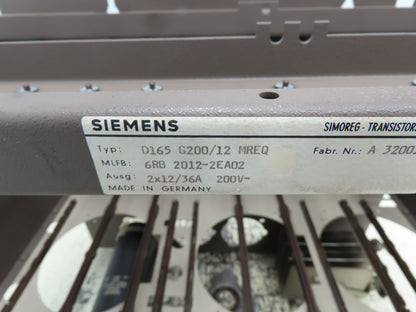 SIEMENS SIMOREG - TRANSISTORS
Typ: D165 G200/12 MREQ Fabr. Nr.: A 3200
MLFB: 6RB 2012-2EA02
Ausg: 2x12/36A 200V-
MADE IN GERMANY